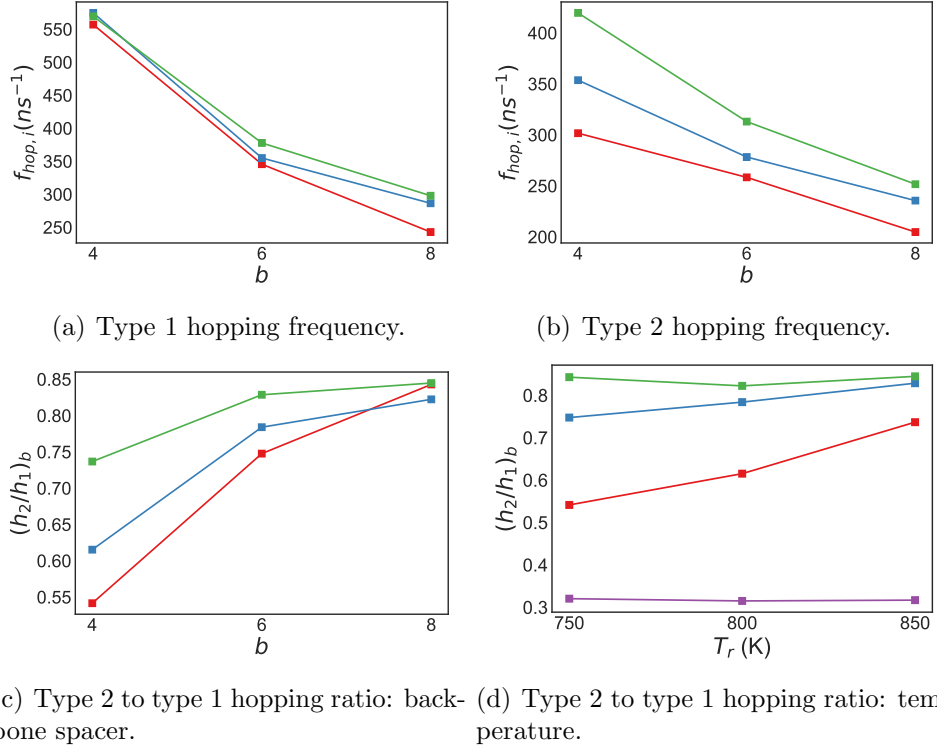 550
500
450
400
350
300
250
f_{hop, i}(ns^{-1})
4 6 8
b
(a) Type 1 hopping frequency.
400
350
300
250
200
f_{hop, i}(ns^{-1})
4 6 8
b
(b) Type 2 hopping frequency.
0.85
0.80
0.75
0.70
0.65
0.60
0.55
(h_2/h_1)_b
4 6 8
b
c) Type 2 to type 1 hopping ratio: back-
bone spacer.
0.8
0.7
0.6
0.5
0.4
0.3
(h_2/h_1)_b
750 800 850
T_r (K)
(d) Type 2 to type 1 hopping ratio: tem
perature.